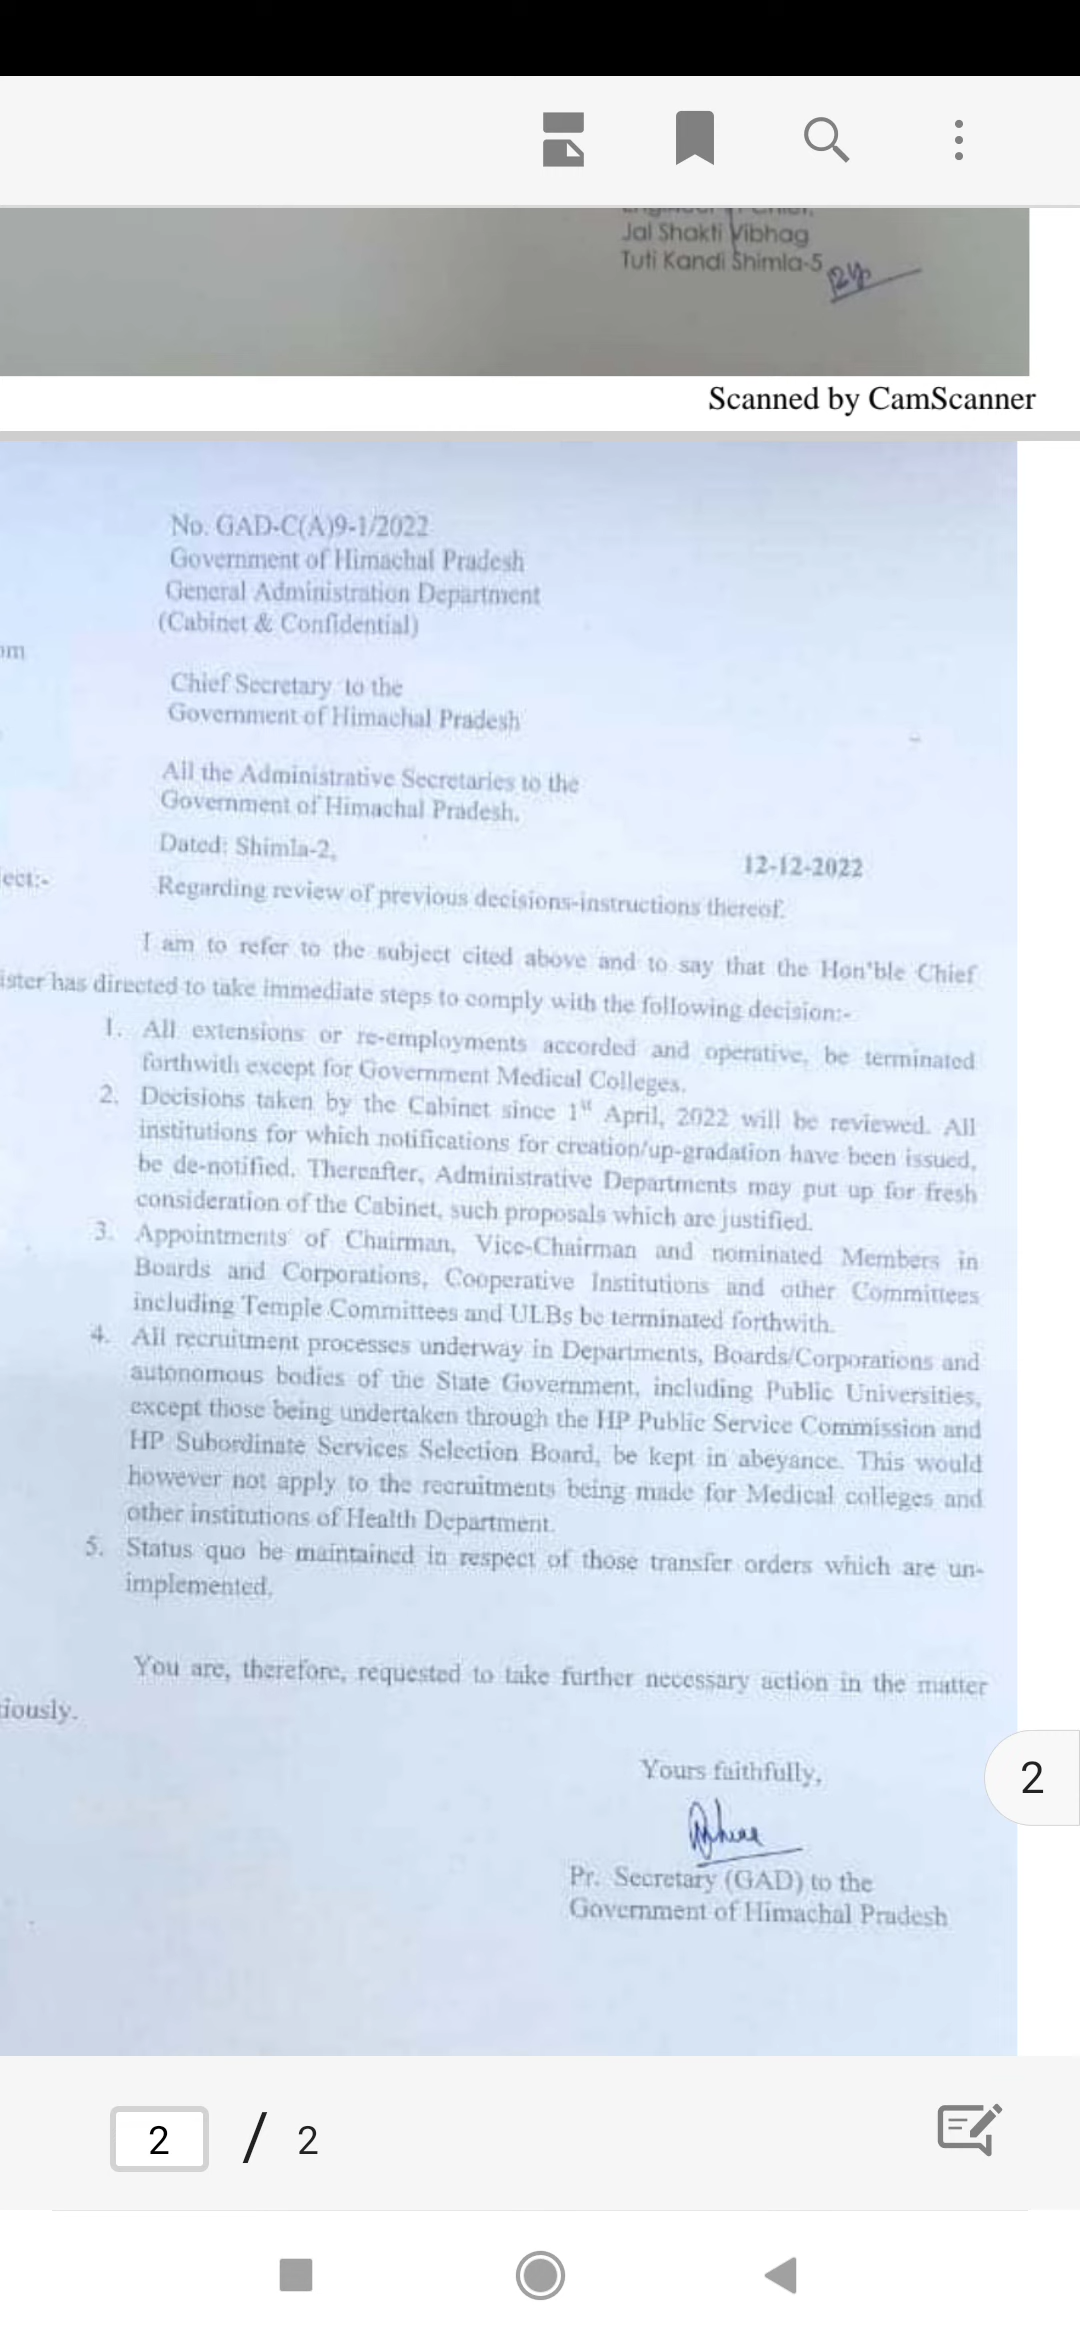 Jal Shakti Vibhag
Tuti Kandi Shimla-5
Scanned by CamScanner
No. GAD-C(A)9-1/2022
Government of Himachal Pradesh
General Administration Department
(Cabinet & Confidential)
om
Chief Secretary to the
Government of Himachal Pradesh
All the Administrative Secretaries to the
Government of Himachal Pradesh.
Dated: Shimla-2,
12-12-2022
ject:-
Regarding review of previous decisions-instructions thereof.
I am to refer to the subject cited above and to say that the Hon'ble Chief
ister has directed to take immediate steps to comply with the following decision:-
1. All extensions or re-employments accorded and operative, be terminated
forthwith except for Government Medical Colleges.
2. Decisions taken by the Cabinet since 1st April, 2022 will be reviewed. All
institutions for which notifications for creation/up-gradation have been issued,
be de-notified. Thereafter, Administrative Departments may put up for fresh
consideration of the Cabinet, such proposals which are justified.
3. Appointments of Chairman, Vice-Chairman and nominated Members in
Boards and Corporations, Cooperative Institutions and other Committees
including Temple Committees and ULBs be terminated forthwith.
4. All recruitment processes underway in Departments, Boards/Corporations and
autonomous bodies of the State Government, including Public Universities,
except those being undertaken through the HP Public Service Commission and
HP Subordinate Services Selection Board, be kept in abeyance. This would
however not apply to the recruitments being made for Medical colleges and
other institutions of Health Department.
5. Status quo be maintained in respect of those transfer orders which are un-
implemented.
You are, therefore, requested to take further necessary action in the matter
iously.
Yours faithfully,
Pr. Secretary (GAD) to the
Government of Himachal Pradesh
2
2 / 2